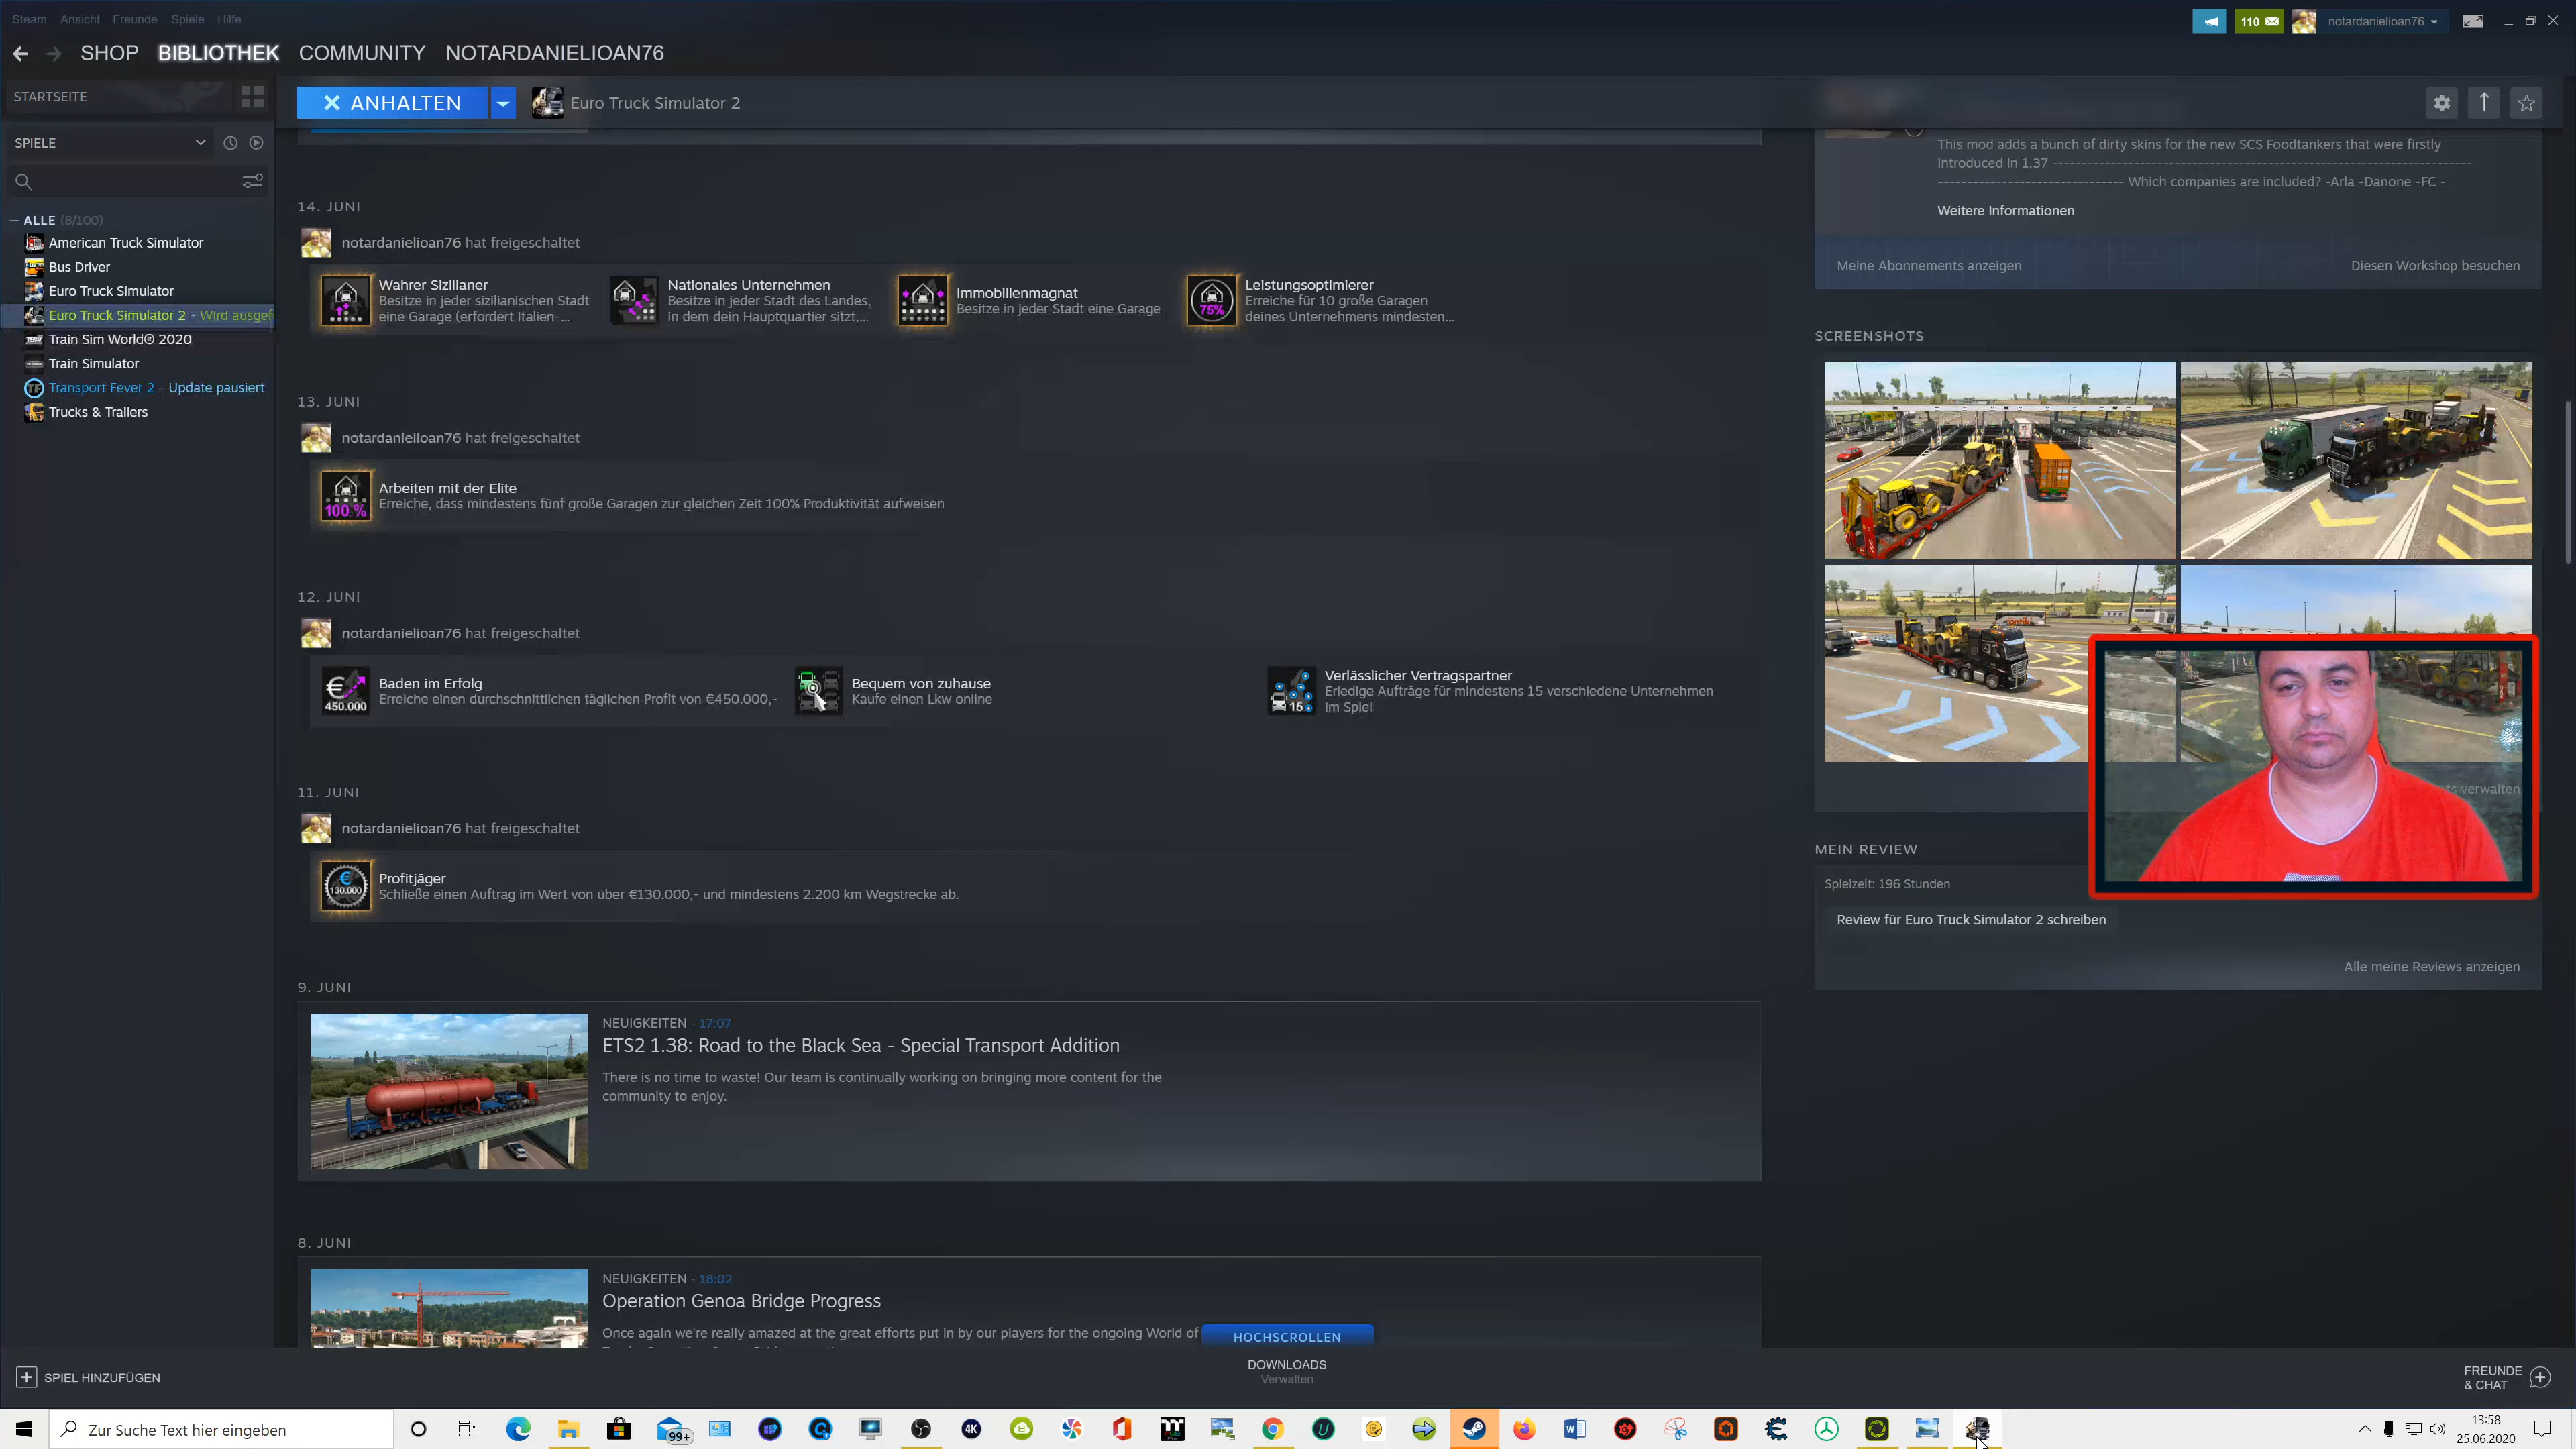 Steam Ansicht Freunde Spiele Hilfe
110
notardanielioan76
SHOP BIBLIOTHEK COMMUNITY NOTARDANIELIOAN76
STARTSEITE
ANHALTEN
Euro Truck Simulator 2
SPIELE
ALLE (8/100)
American Truck Simulator
Bus Driver
Euro Truck Simulator
Euro Truck Simulator 2 - Wird ausgef
Train Sim World® 2020
Train Simulator
Transport Fever 2 - Update pausiert
Trucks & Trailers
14. JUNI
notardanielioan76 hat freigeschaltet
Wahrer Sizilianer
Besitze in jeder sizilianischen Stadt
eine Garage (erfordert Italien-...
Nationales Unternehmen
Besitze in jeder Stadt des Landes,
in dem dein Hauptquartier sitzt,...
Immobilienmagnat
Besitze in jeder Stadt eine Garage
75%
Leistungsoptimierer
Erreiche für 10 große Garagen
deines Unternehmens mindesten...
13. JUNI
notardanielioan76 hat freigeschaltet
100 %
Arbeiten mit der Elite
Erreiche, dass mindestens fünf große Garagen zur gleichen Zeit 100% Produktivität aufweisen
12. JUNI
notardanielioan76 hat freigeschaltet
€
450.000
Baden im Erfolg
Erreiche einen durchschnittlichen täglichen Profit von €450.000,-
Bequem von zuhause
Kaufe einen Lkw online
15
Verlässlicher Vertragspartner
Erledige Aufträge für mindestens 15 verschiedene Unternehmen
im Spiel
11. JUNI
notardanielioan76 hat freigeschaltet
€
130.000
Profitjäger
Schließe einen Auftrag im Wert von über €130.000,- und mindestens 2.200 km Wegstrecke ab.
9. JUNI
NEUIGKEITEN - 17:07
ETS2 1.38: Road to the Black Sea - Special Transport Addition
There is no time to waste! Our team is continually working on bringing more content for the
community to enjoy.
8. JUNI
NEUIGKEITEN - 18:02
Operation Genoa Bridge Progress
Once again we're really amazed at the great efforts put in by our players for the ongoing World of
HOCHSCROLLEN
This mod adds a bunch of dirty skins for the new SCS Foodtankers that were firstly
introduced in 1.37 ----------------------------------------------------------------------
------------------------------- Which companies are included? -Arla -Danone -FC -
Weitere Informationen
Meine Abonnements anzeigen
Diesen Workshop besuchen
SCREENSHOTS
ts verwalten
MEIN REVIEW
Spielzeit: 196 Stunden
Review für Euro Truck Simulator 2 schreiben
Alle meine Reviews anzeigen
SPIEL HINZUFÜGEN
DOWNLOADS
Verwalten
FREUNDE
& CHAT
Zur Suche Text hier eingeben
99+
4K
13:58
25.06.2020